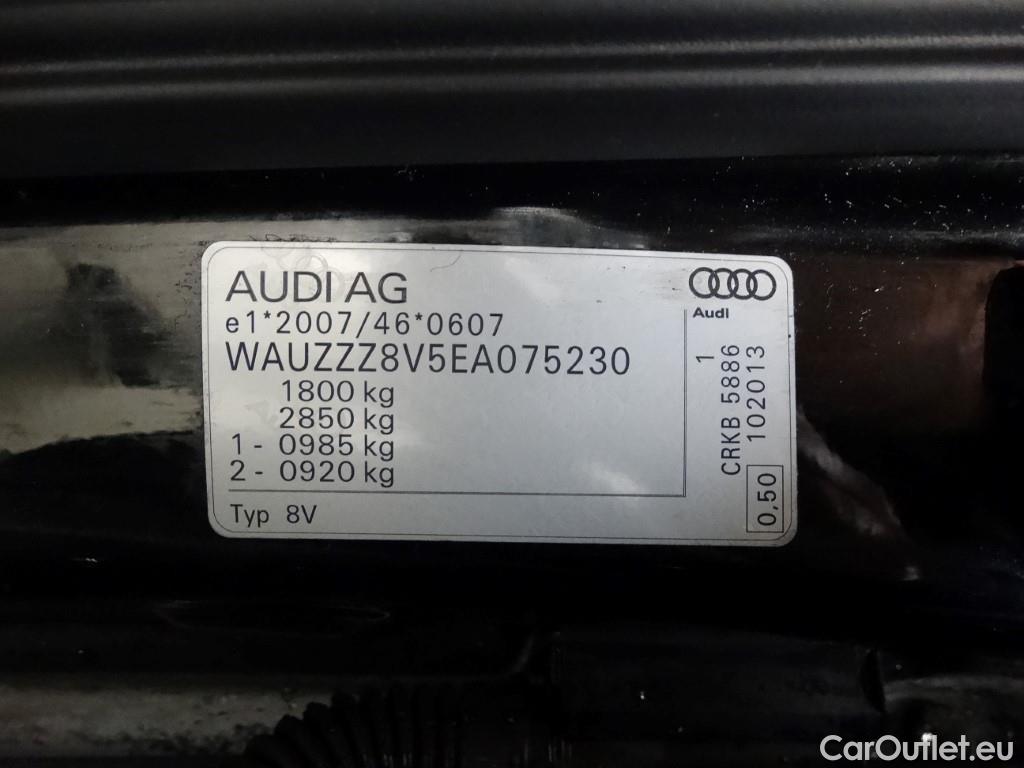 AUDI AG
e1*2007/46*0607
WAUZZZ8V5EA075230
1800 kg
2850 kg
1 - 0985 kg
2 - 0920 kg
Typ 8V
Audi
1
CRKB 5886
102013
0,50
CarOutlet.eu